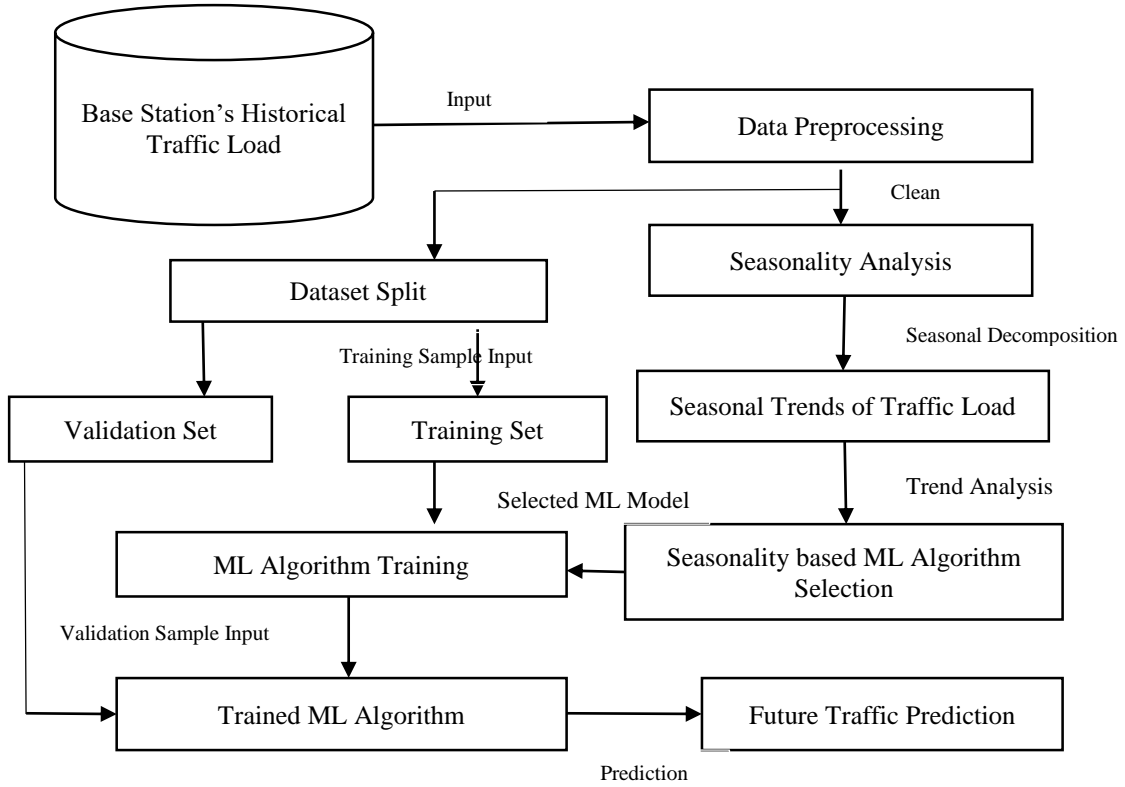 Base Station’s Historical
Traffic Load
Input
Data Preprocessing
Clean
Seasonality Analysis
Dataset Split
Seasonal Decomposition
Training Sample Input
Seasonal Trends of Traffic Load
Validation Set
Training Set
Trend Analysis
Selected ML Model
ML Algorithm Training
Seasonality based ML Algorithm
Selection
Validation Sample Input
Trained ML Algorithm
Future Traffic Prediction
Prediction